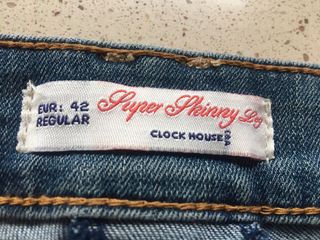 EUR: 42
REGULAR
Super Skinny Leg
CLOCK HOUSE